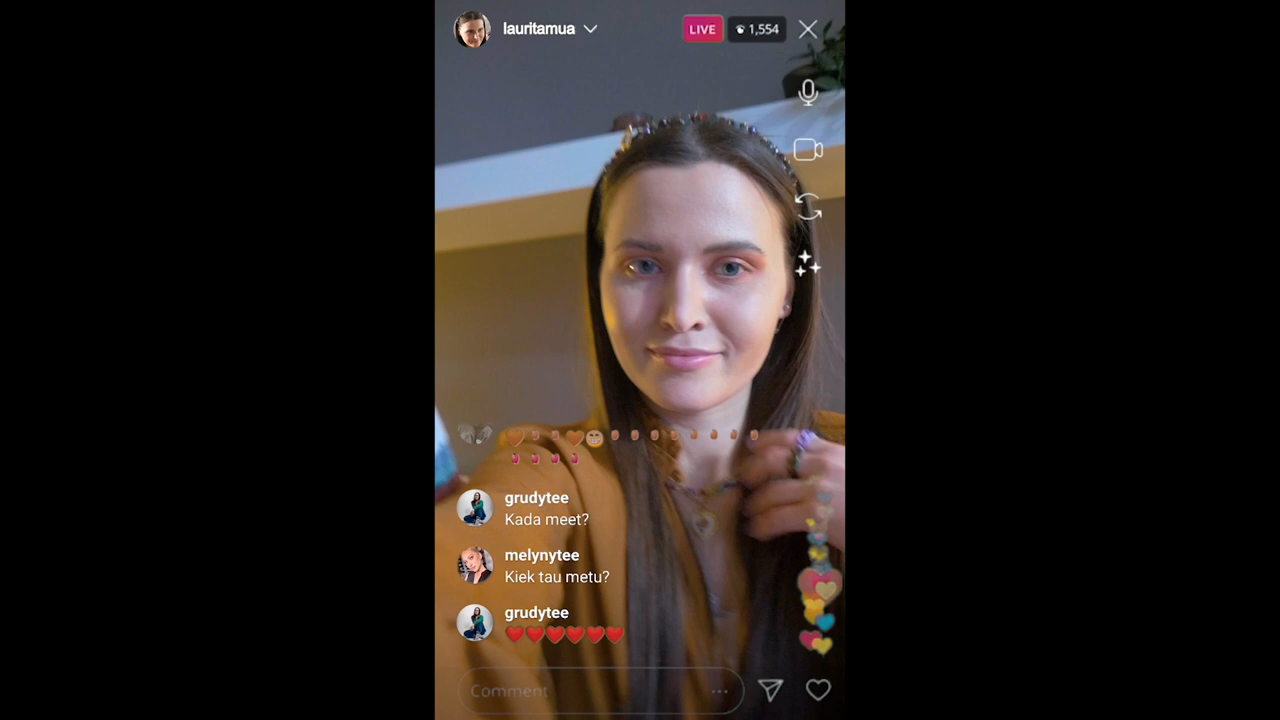 lauritamua
LIVE
1,554
grudytee
Kada meet?
melynytee
Kiek tau metu?
grudytee
Comment